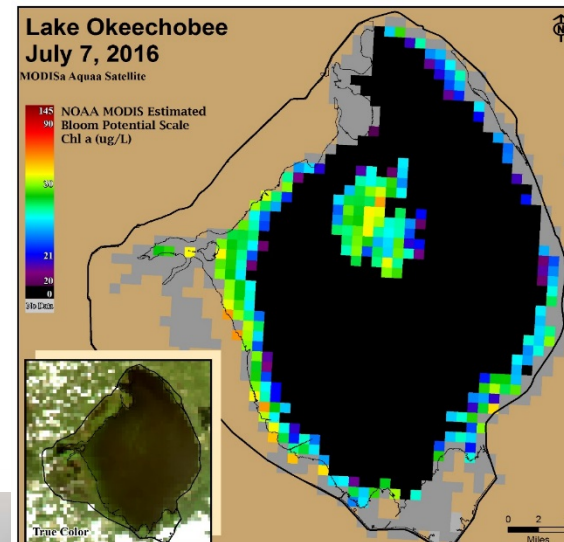 Lake Okeechobee
July 7, 2016
MODISa Aquaa Satellite
NOAA MODIS Estimated
Bloom Potential Scale
Chl a (ug/L)
145
90
30
21
20
0
No Data
True Color
N
0 2
Miles